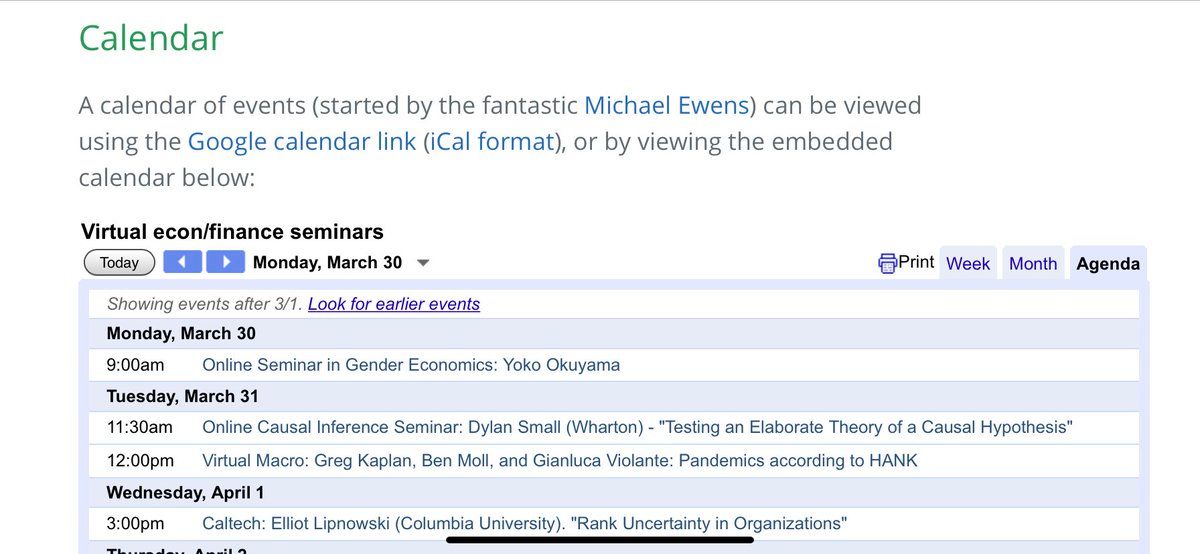 Calendar
A calendar of events (started by the fantastic Michael Ewens) can be viewed
using the Google calendar link (iCal format), or by viewing the embedded
calendar below:
Virtual econ/finance seminars
Today Monday, March 30 Print Week Month Agenda
Showing events after 3/1. Look for earlier events
Monday, March 30
9:00am Online Seminar in Gender Economics: Yoko Okuyama
Tuesday, March 31
11:30am Online Causal Inference Seminar: Dylan Small (Wharton) - "Testing an Elaborate Theory of a Causal Hypothesis"
12:00pm Virtual Macro: Greg Kaplan, Ben Moll, and Gianluca Violante: Pandemics according to HANK
Wednesday, April 1
3:00pm Caltech: Elliot Lipnowski (Columbia University). "Rank Uncertainty in Organizations"
Thursday, April 2